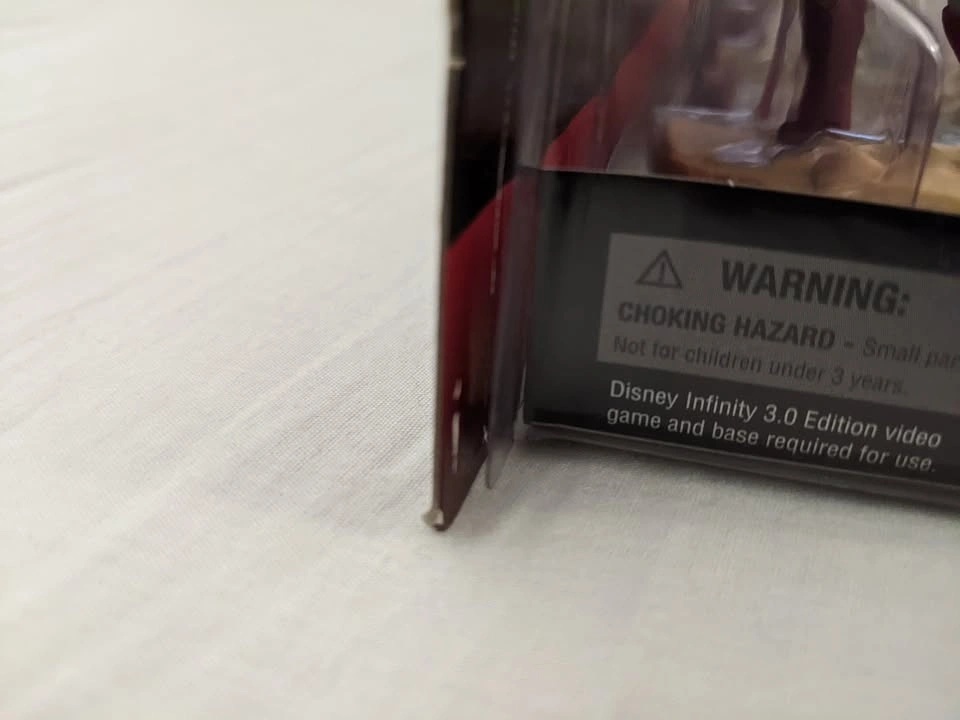 WARNING:
CHOKING HAZARD - Small
Not for children under 3 years.
Disney Infinity 3.0 Edition video
game and base required for use.